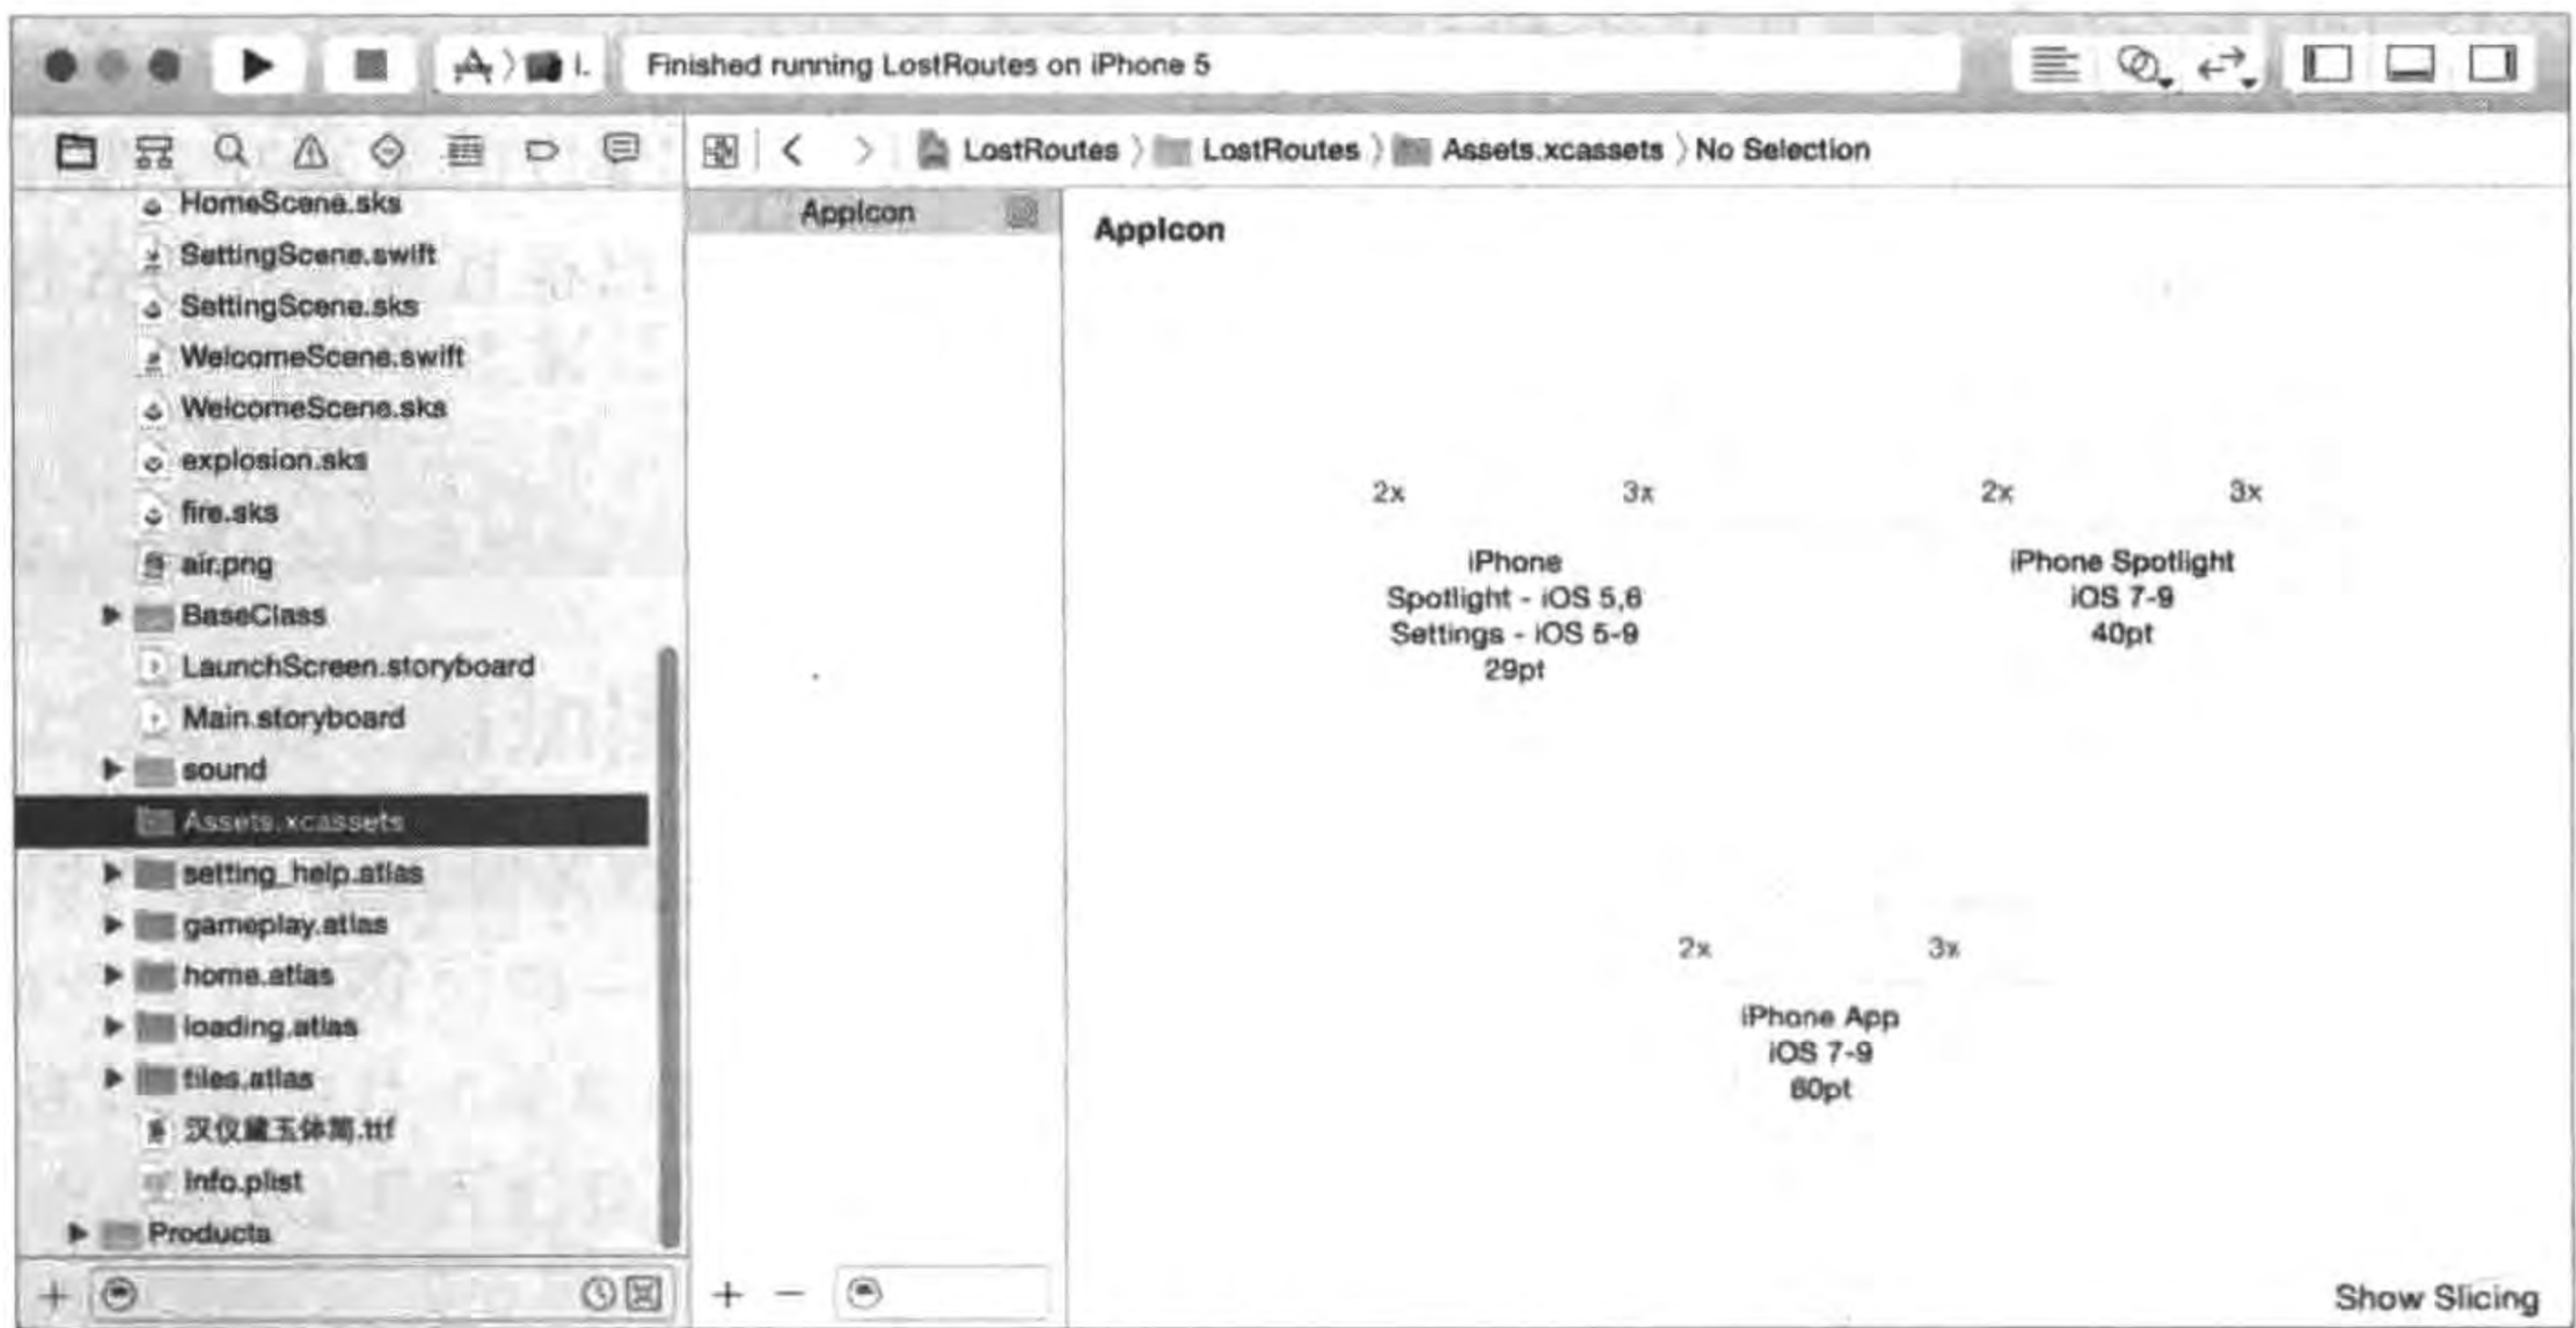 Finished running LostRoutes on iPhone 5
LostRoutes
LostRoutes
Assets.xcassets
No Selection
HomeScene.sks
SettingScene.swift
SettingScene.sks
WelcomeScene.swift
WelcomeScene.sks
explosion.sks
fire.sks
air.png
BaseClass
LaunchScreen.storyboard
Main.storyboard
sound
Assets.xcassets
setting_help.atlas
gameplay.atlas
home.atlas
loading.atlas
tiles.atlas
汉仪黛玉体简.ttf
Info.plist
Products
AppIcon
AppIcon
2x 3x
iPhone
Spotlight - iOS 5,6
Settings - iOS 5-9
29pt
2x 3x
iPhone Spotlight
iOS 7-9
40pt
2x 3x
iPhone App
iOS 7-9
60pt
Show Slicing